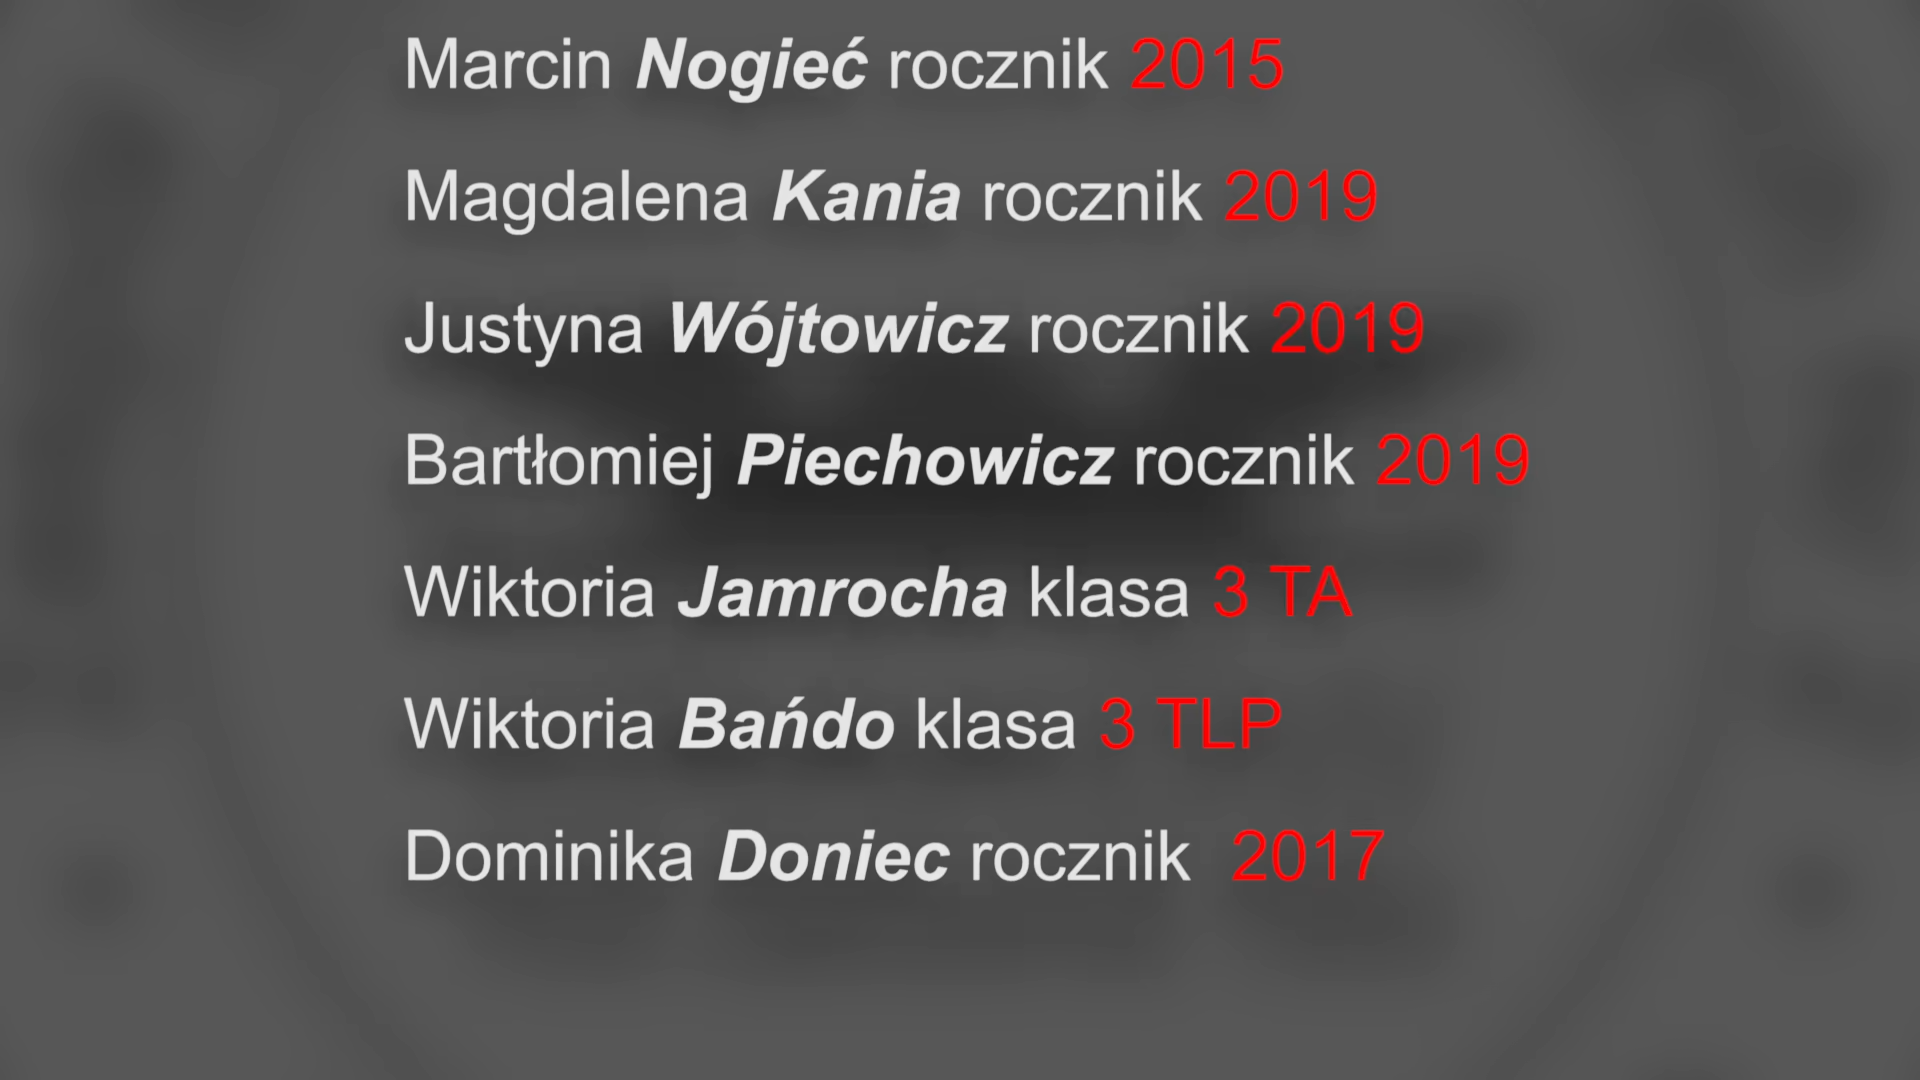 Marcin Nogieć rocznik 2015
Magdalena Kania rocznik 2019
Justyna Wójtowicz rocznik 2019
Bartłomiej Piechowicz rocznik 2019
Wiktoria Jamrocha klasa 3 TA
Wiktoria Bańdo klasa 3 TLP
Dominika Doniec rocznik 2017